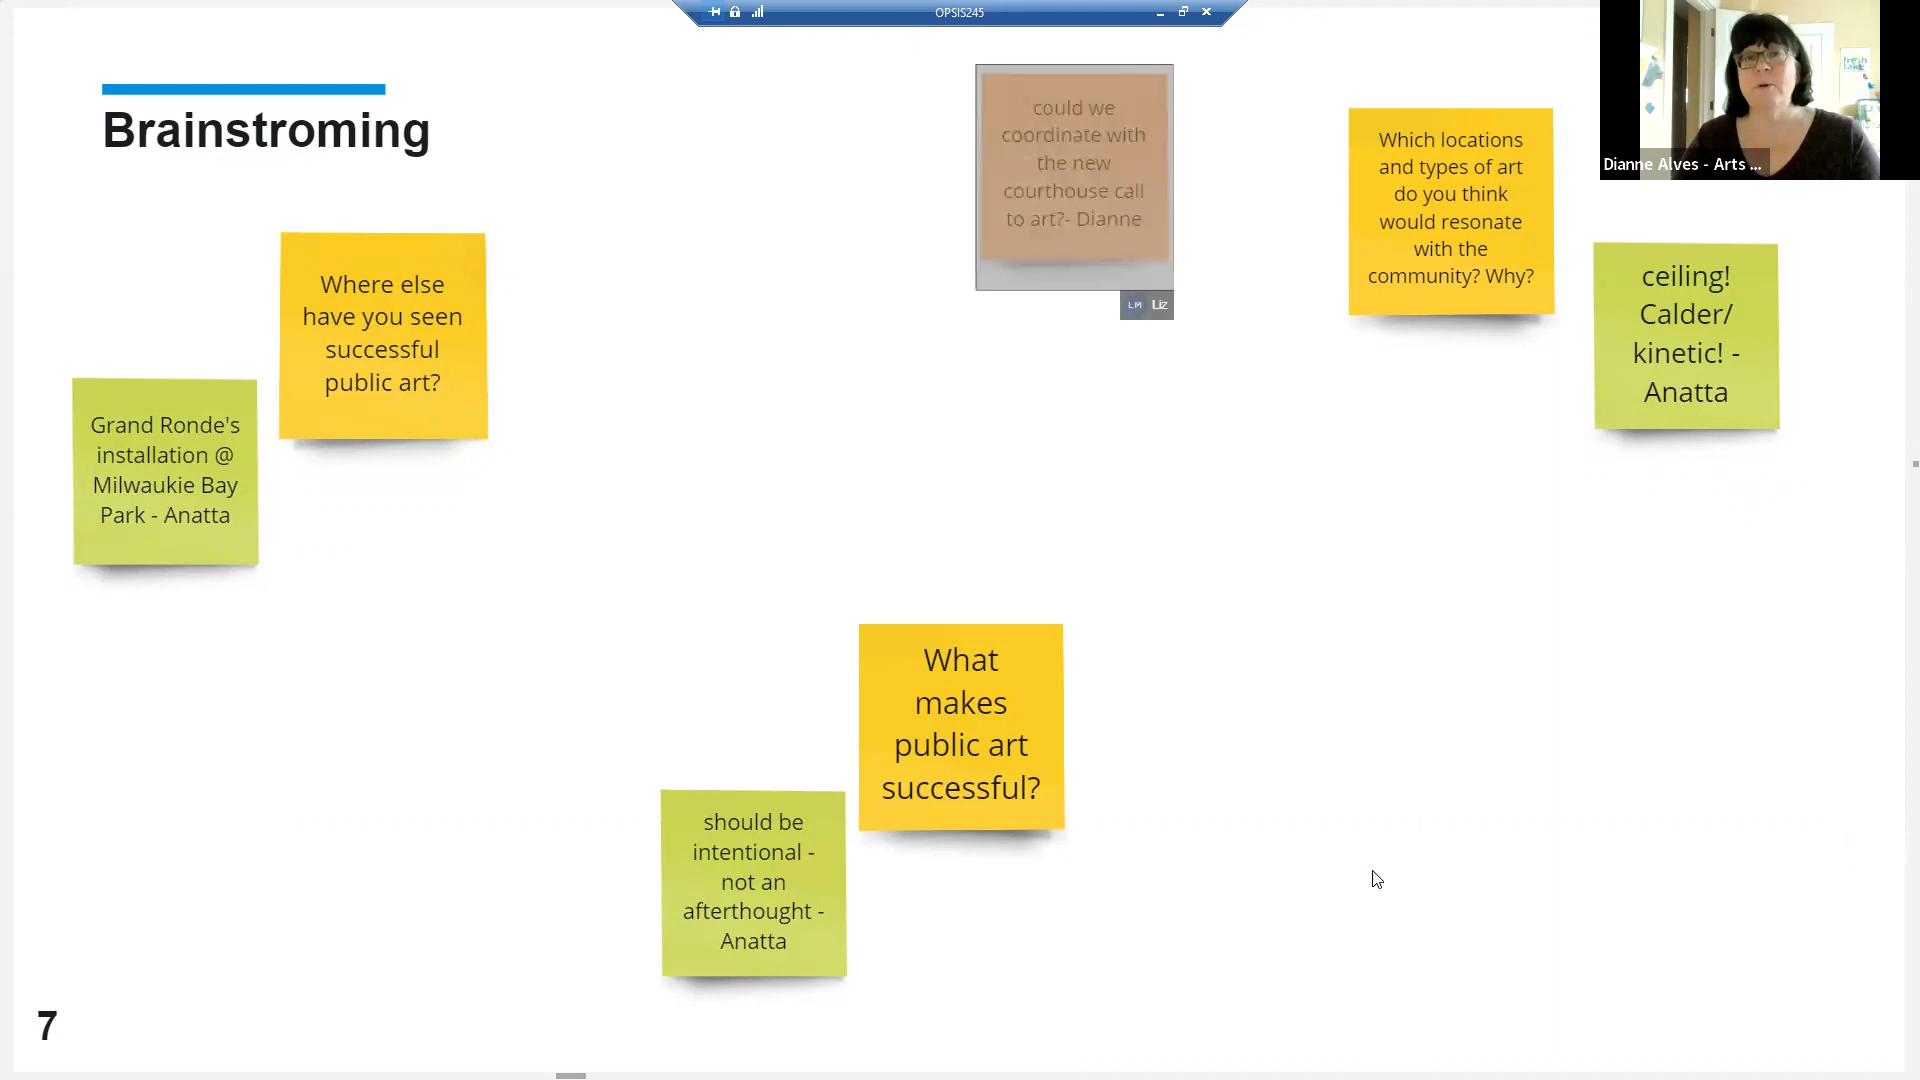 OPSIS245
Brainstroming
could we
coordinate with
the new
courthouse call
to art?- Dianne
LM Liz
Which locations
and types of art
do you think
would resonate
with the
community? Why?
fresh
take
Dianne Alves - Arts ...
Where else
have you seen
successful
public art?
ceiling!
Calder/
kinetic! -
Anatta
Grand Ronde's
installation @
Milwaukie Bay
Park - Anatta
What
makes
public art
successful?
should be
intentional -
not an
afterthought -
Anatta
7